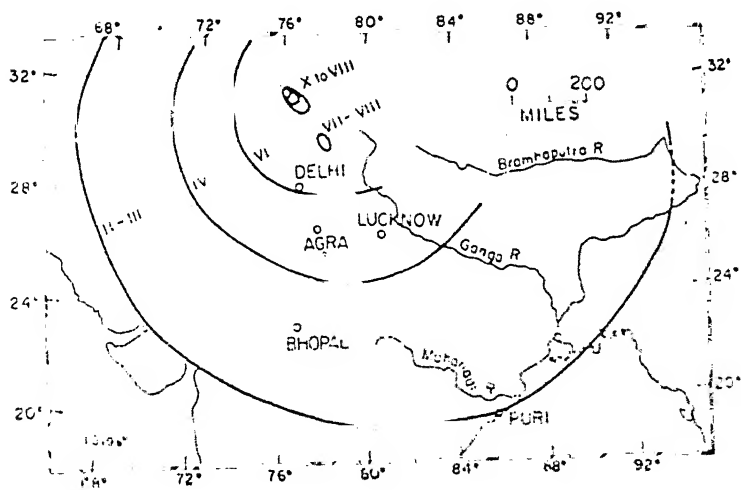 68° 72° 76° 80° 84° 88° 92°
32° 32°
X to VIII
0 200
MILES
VII-VIII
VI
Bramhaputra R
DELHI
28° 28°
IV
LUCKNOW
II-III
AGRA
Ganga R
24° 24°
BHOPAL
R
20° 20°
PURI
72° 76° 80° 84° 88° 92°